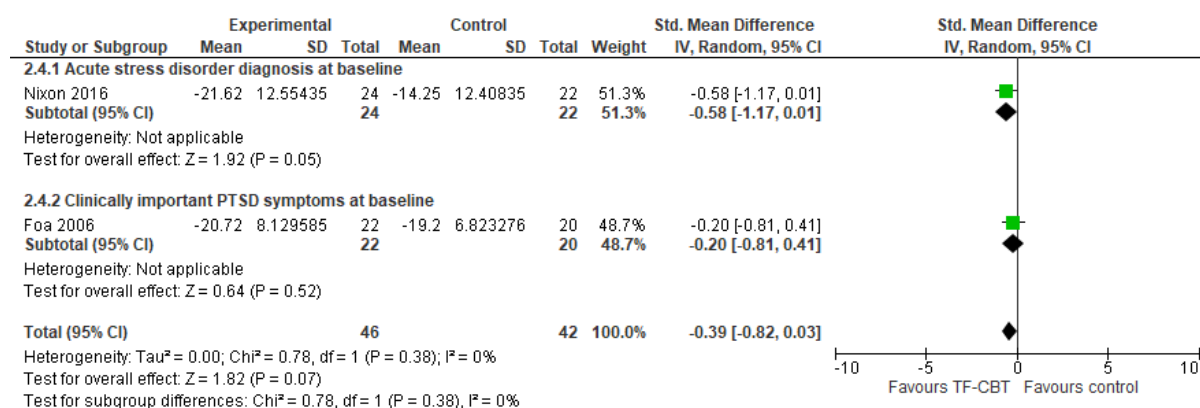 Experimental Control Std. Mean Difference Std. Mean Difference
Study or Subgroup Mean SD Total Mean SD Total Weight IV, Random, 95% CI IV, Random, 95% CI
2.4.1 Acute stress disorder diagnosis at baseline
Nixon 2016 -21.62 12.55435 24 -14.25 12.40835 22 51.3% -0.58 [-1.17, 0.01]
Subtotal (95% CI) 24 22 51.3% -0.58 [-1.17, 0.01]
Heterogeneity: Not applicable
Test for overall effect: Z = 1.92 (P = 0.05)
2.4.2 Clinically important PTSD symptoms at baseline
Foa 2006 -20.72 8.129585 22 -19.2 6.823276 20 48.7% -0.20 [-0.81, 0.41]
Subtotal (95% CI) 22 20 48.7% -0.20 [-0.81, 0.41]
Heterogeneity: Not applicable
Test for overall effect: Z = 0.64 (P = 0.52)
Total (95% CI) 46 42 100.0% -0.39 [-0.82, 0.03]
Heterogeneity: Tau² = 0.00; Chi² = 0.78, df = 1 (P = 0.38); I² = 0%
Test for overall effect: Z = 1.82 (P = 0.07)
Test for subgroup differences: Chi² = 0.78, df = 1 (P = 0.38), I² = 0%
-10 -5 0 5 10
Favours TF-CBT Favours control